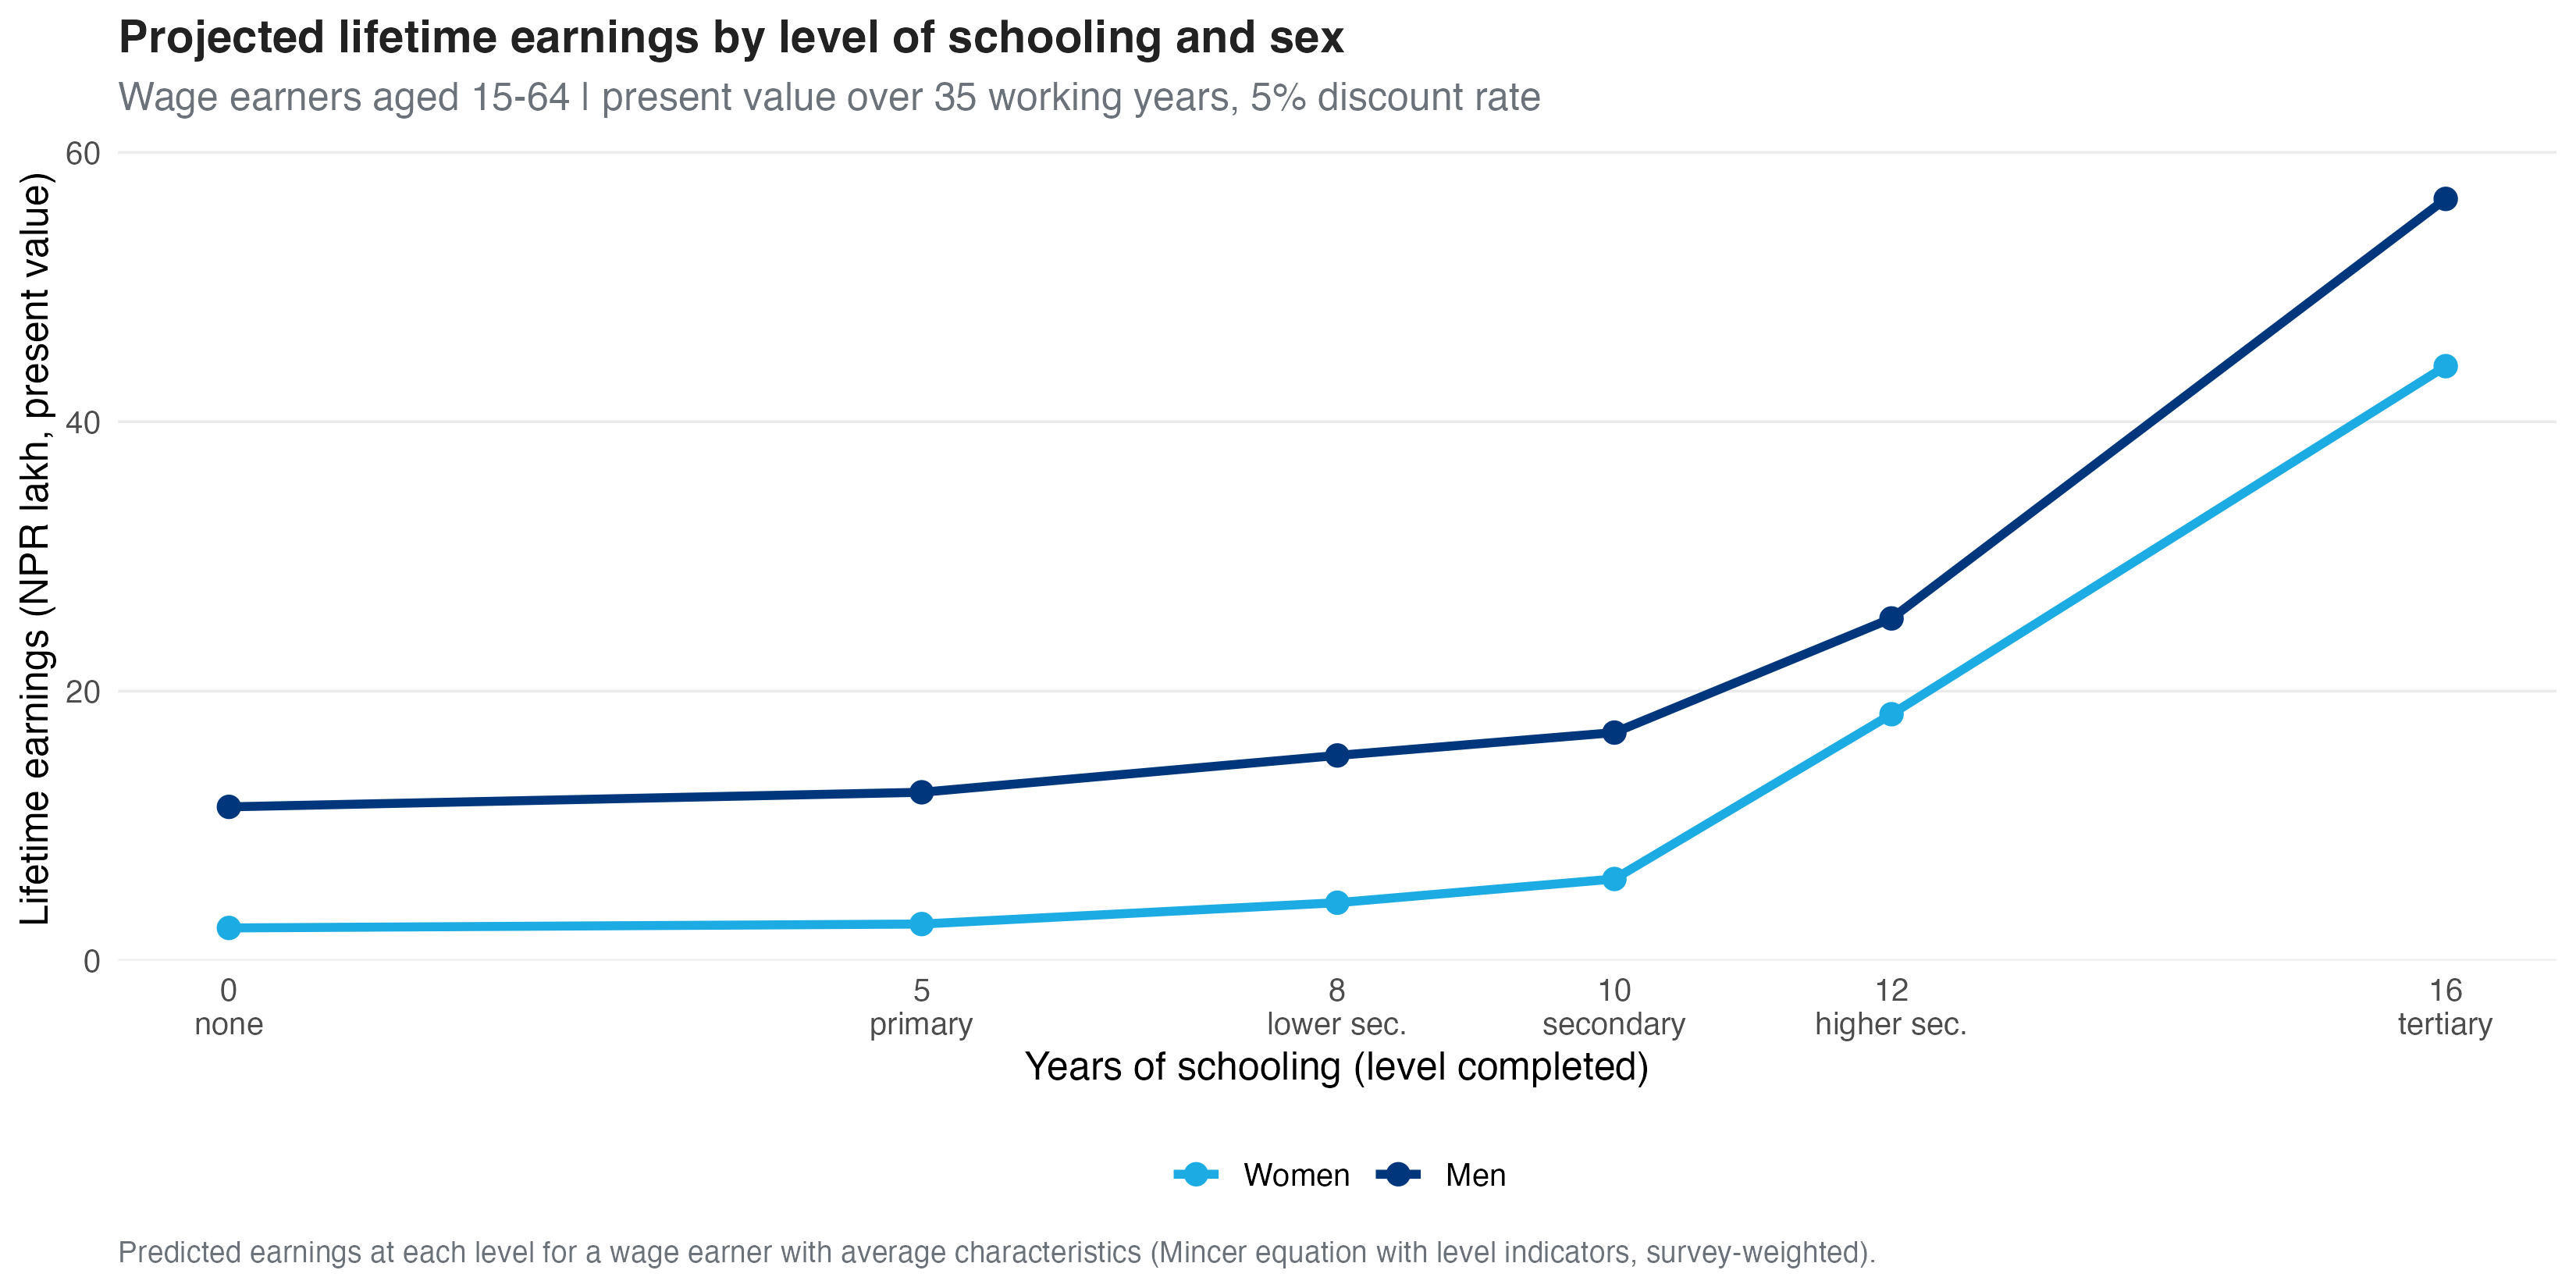 Projected lifetime earnings by level of schooling and sex
Wage earners aged 15-64 | present value over 35 working years, 5% discount rate
Lifetime earnings (NPR lakh, present value)
60
40
20
0
0
none
5
primary
8
lower sec.
10
secondary
12
higher sec.
16
tertiary
Years of schooling (level completed)
Women
Men
Predicted earnings at each level for a wage earner with average characteristics (Mincer equation with level indicators, survey-weighted).